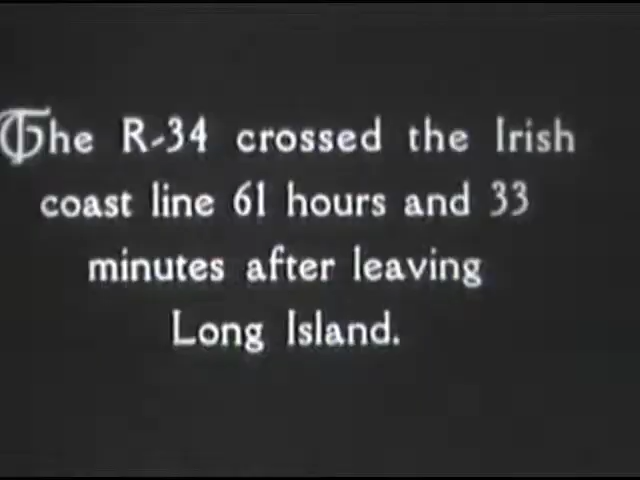 The R-34 crossed the Irish
coast line 61 hours and 33
minutes after leaving
Long Island.